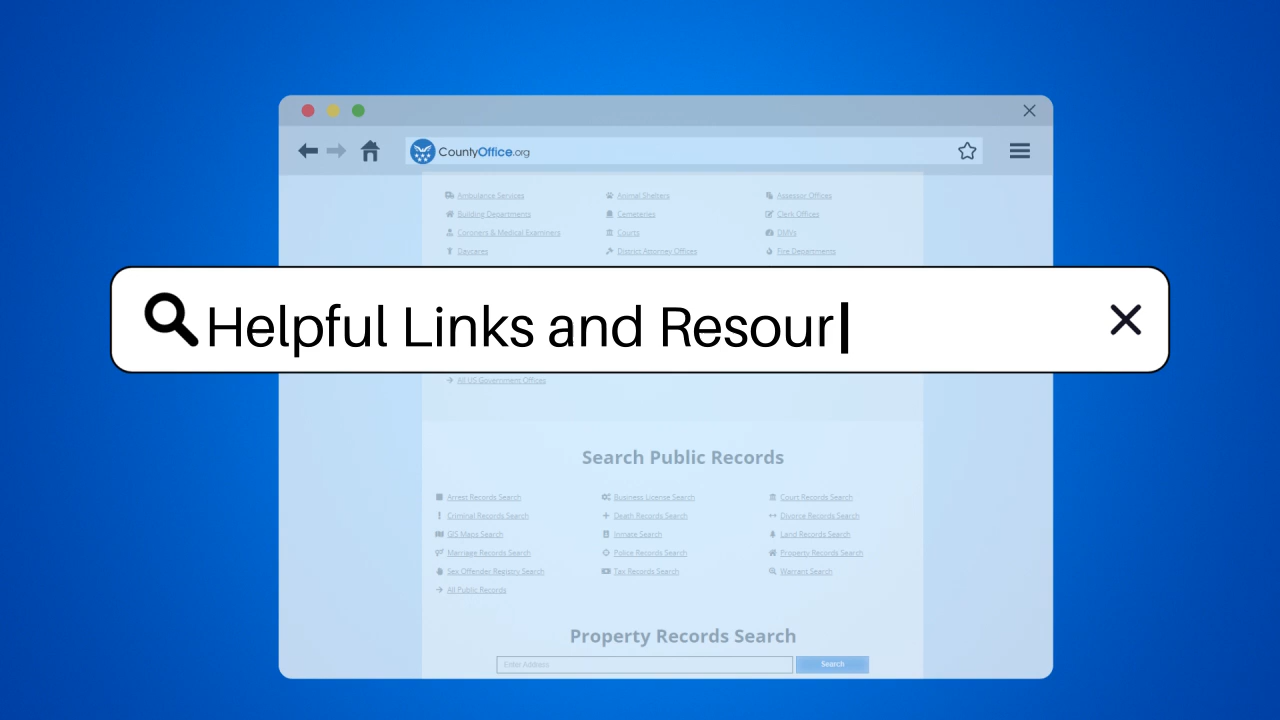 CountyOffice.org
Ambulance Services Animal Shelters Assessor Offices
Building Departments Cemeteries Clerk Offices
Coroners & Medical Examiners Courts DMVs
Daycares District Attorney Offices Fire Departments
Helpful Links and Resour
All US Government Offices
Search Public Records
Arrest Records Search Business License Search Court Records Search
Criminal Records Search Death Records Search Divorce Records Search
GIS Maps Search Inmate Search Land Records Search
Marriage Records Search Police Records Search Property Records Search
Sex Offender Registry Search Tax Records Search Warrant Search
All Public Records
Property Records Search
Enter Address Search